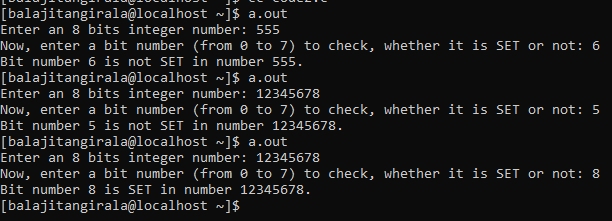 [balajitangirala@localhost ~]$ a.out
Enter an 8 bits integer number: 555
Now, enter a bit number (from 0 to 7) to check, whether it is SET or not: 6
Bit number 6 is not SET in number 555.
[balajitangirala@localhost ~]$ a.out
Enter an 8 bits integer number: 12345678
Now, enter a bit number (from 0 to 7) to check, whether it is SET or not: 5
Bit number 5 is not SET in number 12345678.
[balajitangirala@localhost ~]$ a.out
Enter an 8 bits integer number: 12345678
Now, enter a bit number (from 0 to 7) to check, whether it is SET or not: 8
Bit number 8 is SET in number 12345678.
[balajitangirala@localhost ~]$